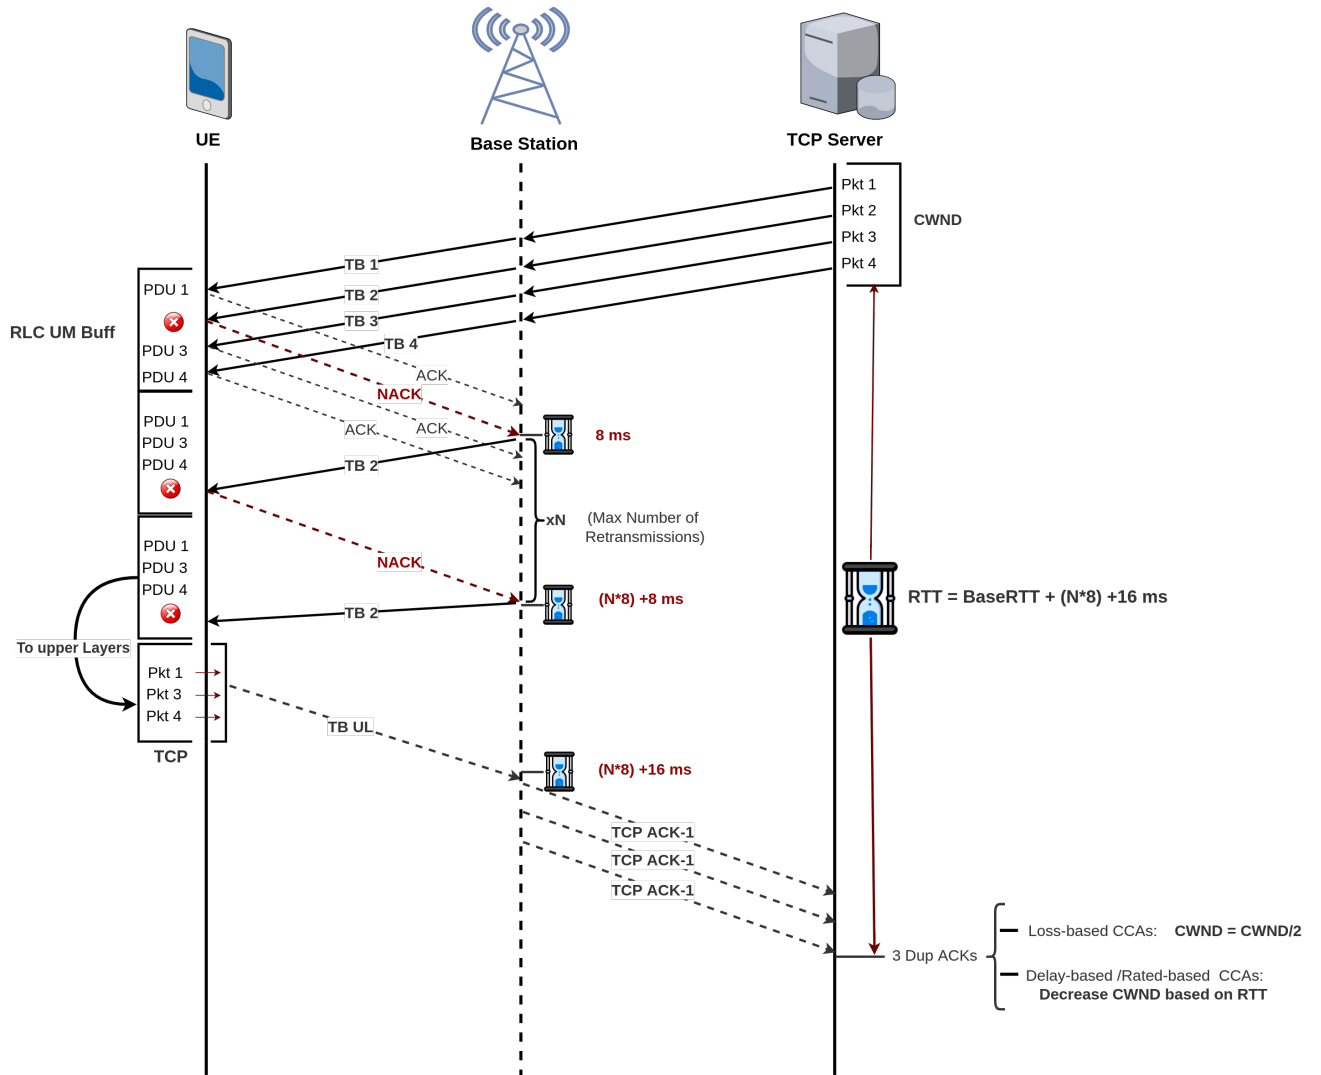 UE
Base Station
TCP Server
Pkt 1
Pkt 2
Pkt 3
Pkt 4
CWND
TB 1
TB 2
TB 3
TB 4
RLC UM Buff
PDU 1
PDU 3
PDU 4
ACK
NACK
ACK
ACK
8 ms
PDU 1
PDU 3
PDU 4
TB 2
xN
(Max Number of
Retransmissions)
PDU 1
PDU 3
PDU 4
NACK
(N*8) +8 ms
TB 2
RTT = BaseRTT + (N*8) +16 ms
To upper Layers
Pkt 1
Pkt 3
Pkt 4
TCP
TB UL
(N*8) +16 ms
TCP ACK-1
TCP ACK-1
TCP ACK-1
3 Dup ACKs
Loss-based CCAs: CWND = CWND/2
Delay-based /Rated-based CCAs:
Decrease CWND based on RTT